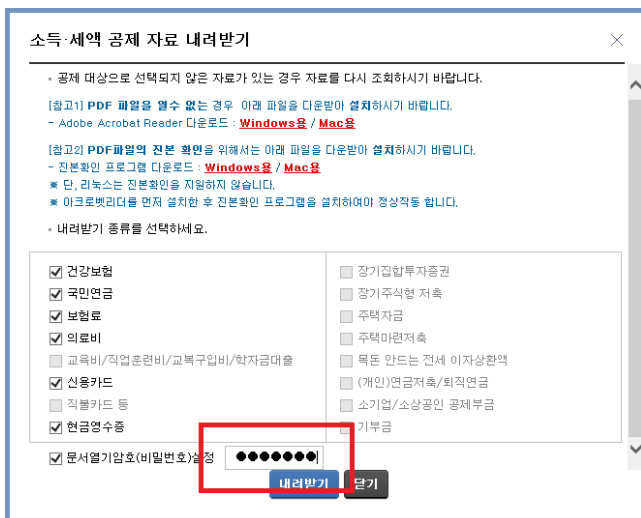 소득·세액 공제 자료 내려받기
• 공제 대상으로 선택되지 않은 자료가 있는 경우 자료를 다시 조회하시기 바랍니다.
[참고1] PDF 파일을 열수 없는 경우 아래 파일을 다운받아 설치하시기 바랍니다.
- Adobe Acrobat Reader 다운로드 : Windows용 / Mac용
[참고2] PDF파일의 진본 확인을 위해서는 아래 파일을 다운받아 설치하시기 바랍니다.
- 진본확인 프로그램 다운로드 : Windows용 / Mac용
※ 단, 리눅스는 진본확인을 지원하지 않습니다.
※ 아크로벳리더를 먼저 설치한 후 진본확인 프로그램을 설치하여야 정상작동 합니다.
• 내려받기 종류를 선택하세요.
건강보험
국민연금
보험료
의료비
교육비/직업훈련비/교복구입비/학자금대출
신용카드
직불카드 등
현금영수증
장기집합투자증권
장기주식형 저축
주택자금
주택마련저축
목돈 안드는 전세 이자상환액
(개인)연금저축/퇴직연금
소기업/소상공인 공제부금
기부금
문서열기암호(비밀번호)설정 ●●●●●●●
내려받기 닫기